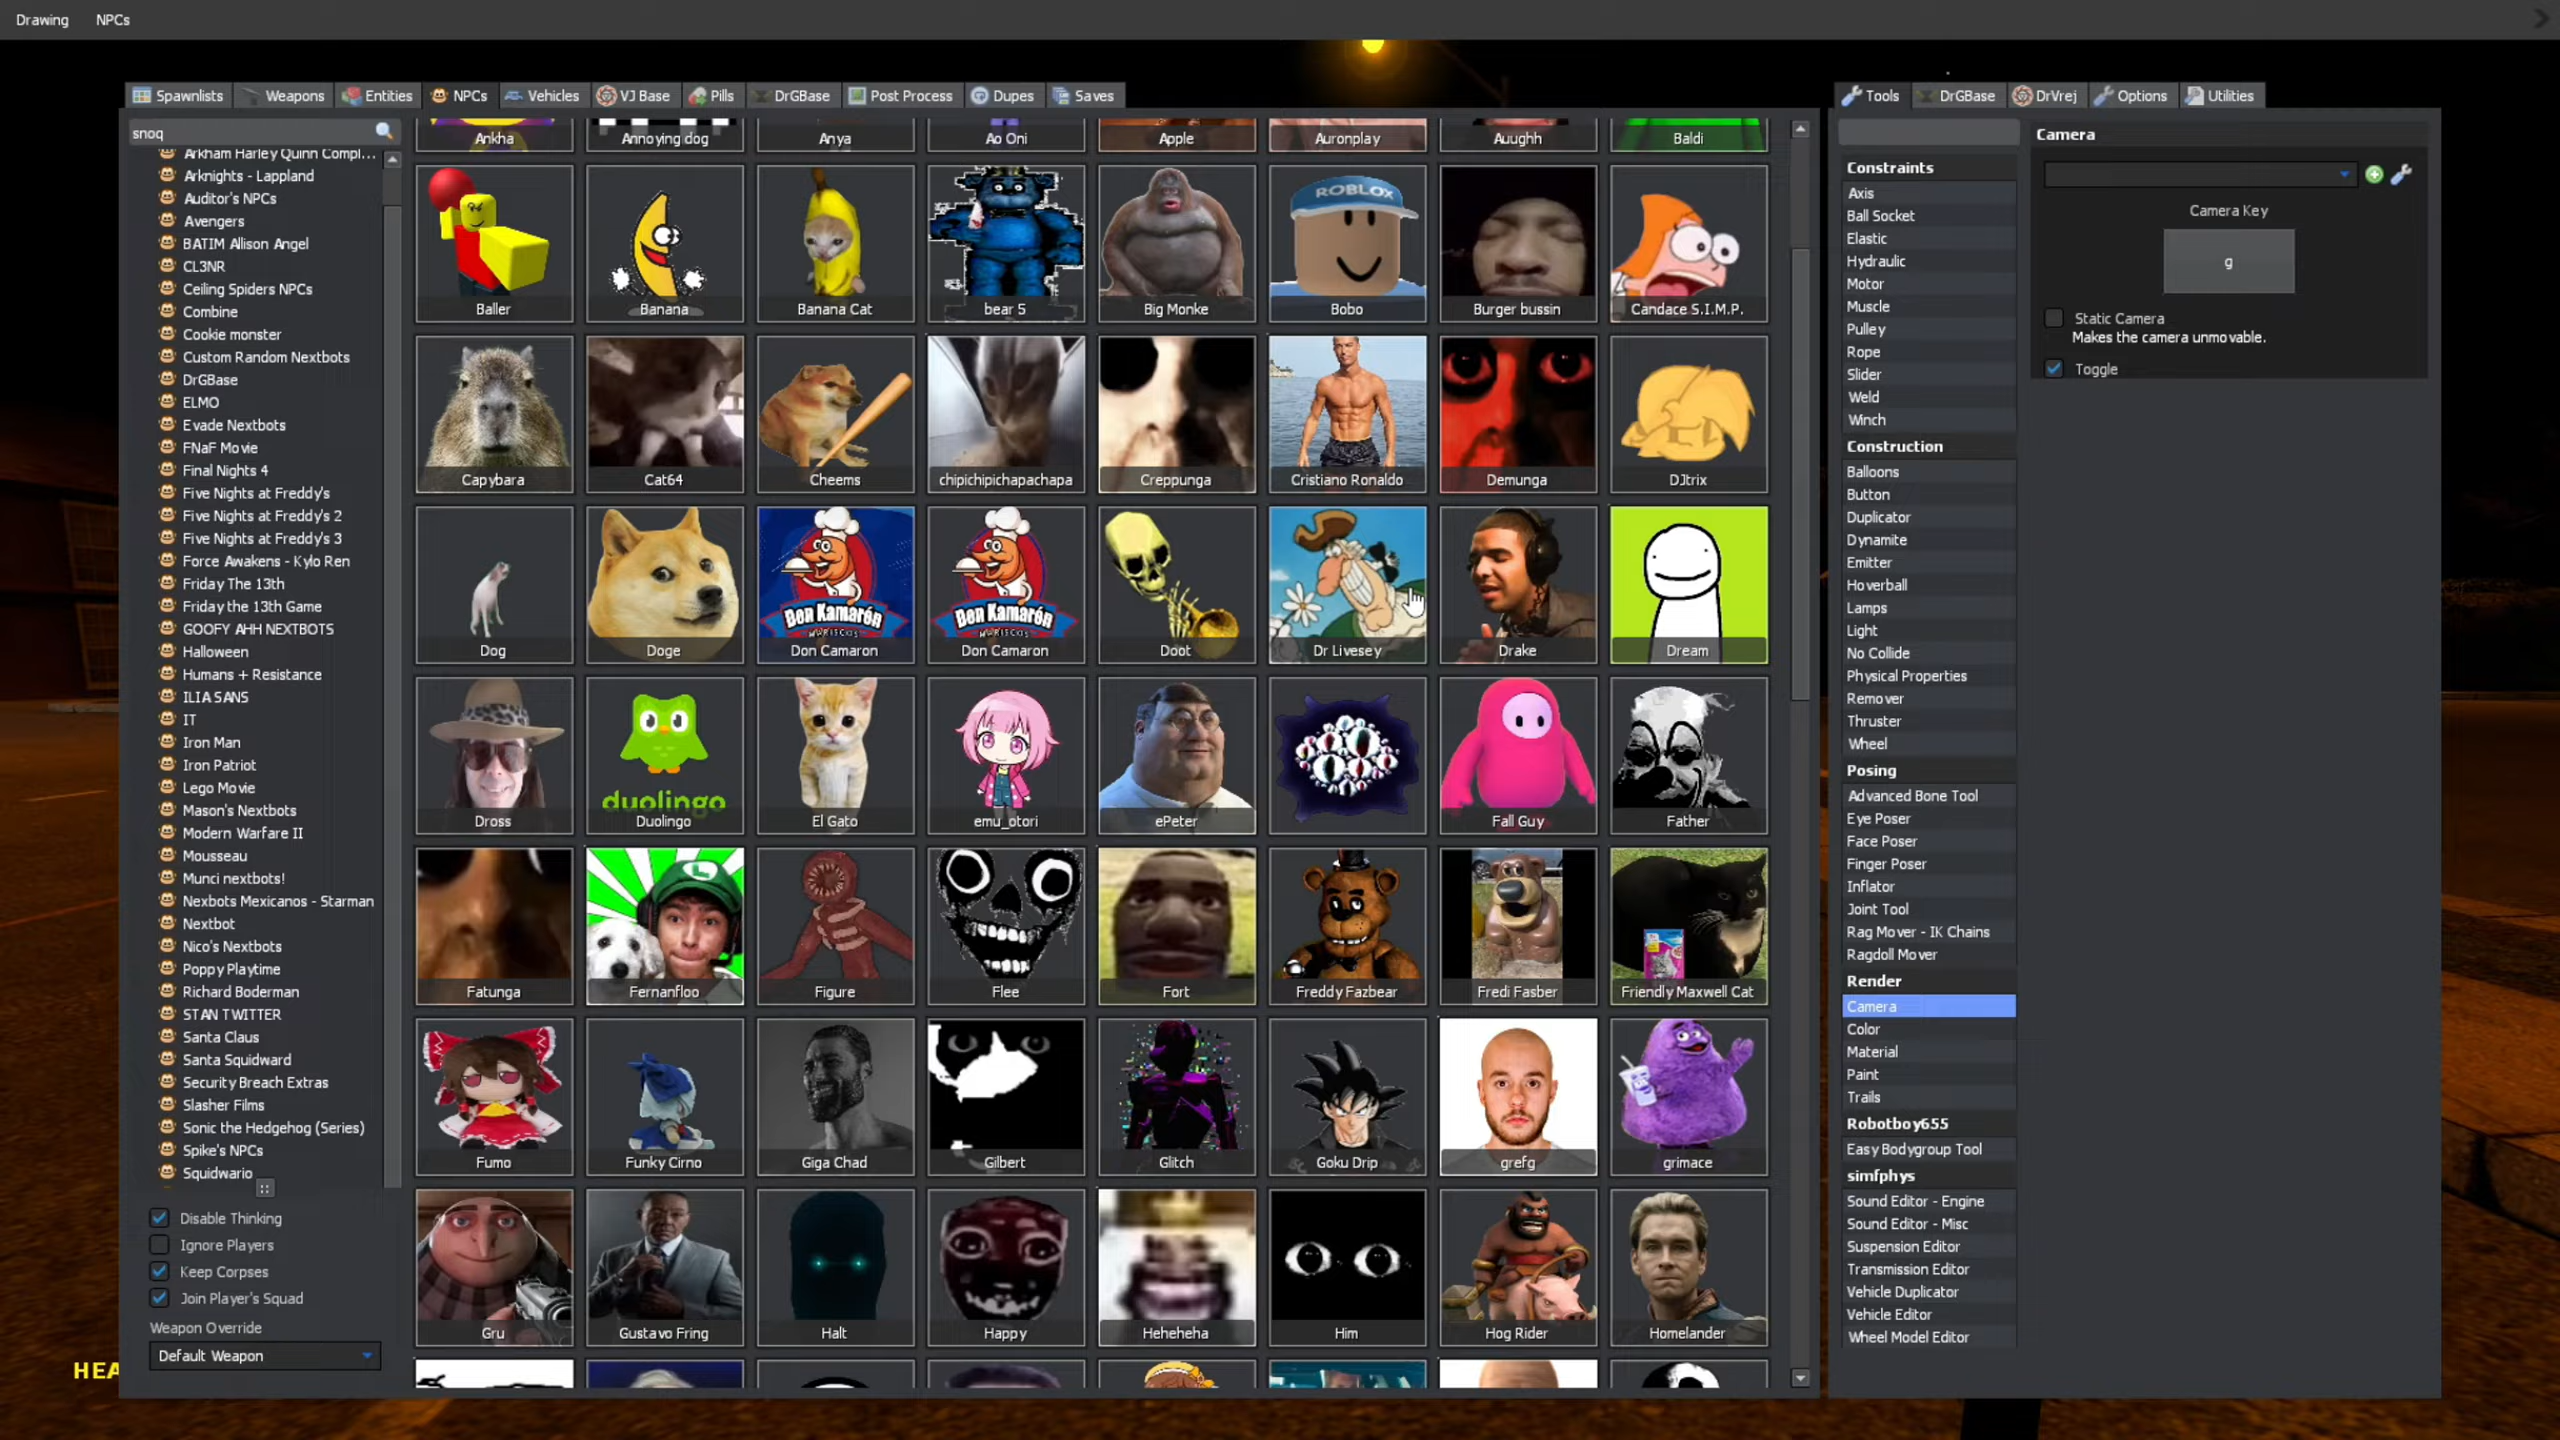 Drawing NPCs
Spawnlists Weapons Entities NPCs Vehicles VJ Base Pills DrGBase Post Process Dupes Saves
snoq
Arkham Harley Quinn Compl...
Arknights - Lappland
Auditor's NPCs
Avengers
BATIM Allison Angel
CL3NR
Ceiling Spiders NPCs
Combine
Cookie monster
Custom Random Nextbots
DrGBase
ELMO
Evade Nextbots
FNaF Movie
Final Nights 4
Five Nights at Freddy's
Five Nights at Freddy's 2
Five Nights at Freddy's 3
Force Awakens - Kylo Ren
Friday The 13th
Friday the 13th Game
GOOFY AHH NEXTBOTS
Halloween
Humans + Resistance
ILIA SANS
IT
Iron Man
Iron Patriot
Lego Movie
Mason's Nextbots
Modern Warfare II
Mousseau
Munci nextbots!
Nexbots Mexicanos - Starman
Nextbot
Nico's Nextbots
Poppy Playtime
Richard Boderman
STAN TWITTER
Santa Claus
Santa Squidward
Security Breach Extras
Slasher Films
Sonic the Hedgehog (Series)
Spike's NPCs
Squidwario
Disable Thinking
Ignore Players
Keep Corpses
Join Player's Squad
Weapon Override
Default Weapon
HEA
Ankha Annoying dog Anya Ao Oni Apple Auronplay Auughh Baldi
ROBLOX
Baller Banana Banana Cat bear 5 Big Monke Bobo Burger bussin Candace S.I.M.P.
Capybara Cat64 Cheems chipichipichapachapa Creppunga Cristiano Ronaldo Demunga DJtrix
Don Kamarón Don Kamarón
MARISCOS MARISCOS
Dog Doge Don Camaron Don Camaron Doot Dr Livesey Drake Dream
duolingo
Dross Duolingo El Gato emu_otori ePeter Fall Guy Father
Fatunga Fernanfloo Figure Flee Fort Freddy Fazbear Fredi Fasber Friendly Maxwell Cat
Fumo Funky Cirno Giga Chad Gilbert Glitch Goku Drip grefg grimace
Gru Gustavo Fring Halt Happy Heheheha Him Hog Rider Homelander
Tools DrGBase DrVrej Options Utilities
Constraints
Axis
Ball Socket
Elastic
Hydraulic
Motor
Muscle
Pulley
Rope
Slider
Weld
Winch
Construction
Balloons
Button
Duplicator
Dynamite
Emitter
Hoverball
Lamps
Light
No Collide
Physical Properties
Remover
Thruster
Wheel
Posing
Advanced Bone Tool
Eye Poser
Face Poser
Finger Poser
Inflator
Joint Tool
Rag Mover - IK Chains
Ragdoll Mover
Render
Camera
Color
Material
Paint
Trails
Robotboy655
Easy Bodygroup Tool
simfphys
Sound Editor - Engine
Sound Editor - Misc
Suspension Editor
Transmission Editor
Vehicle Duplicator
Vehicle Editor
Wheel Model Editor
Camera
Camera Key
g
Static Camera
Makes the camera unmovable.
Toggle